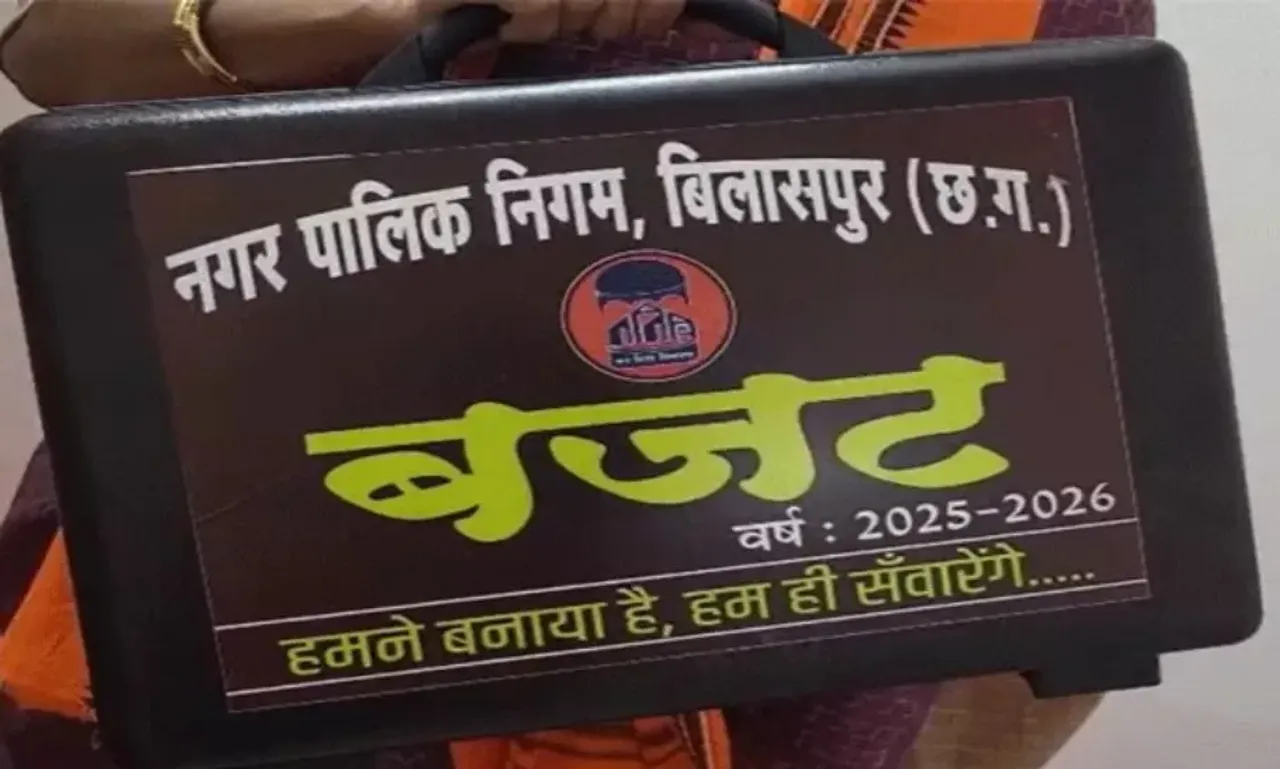 नगर पालिक निगम, बिलासपुर (छ.ग.)
बजट
वर्ष : 2025-2026
हमने बनाया है, हम ही सँवारेंगे.....